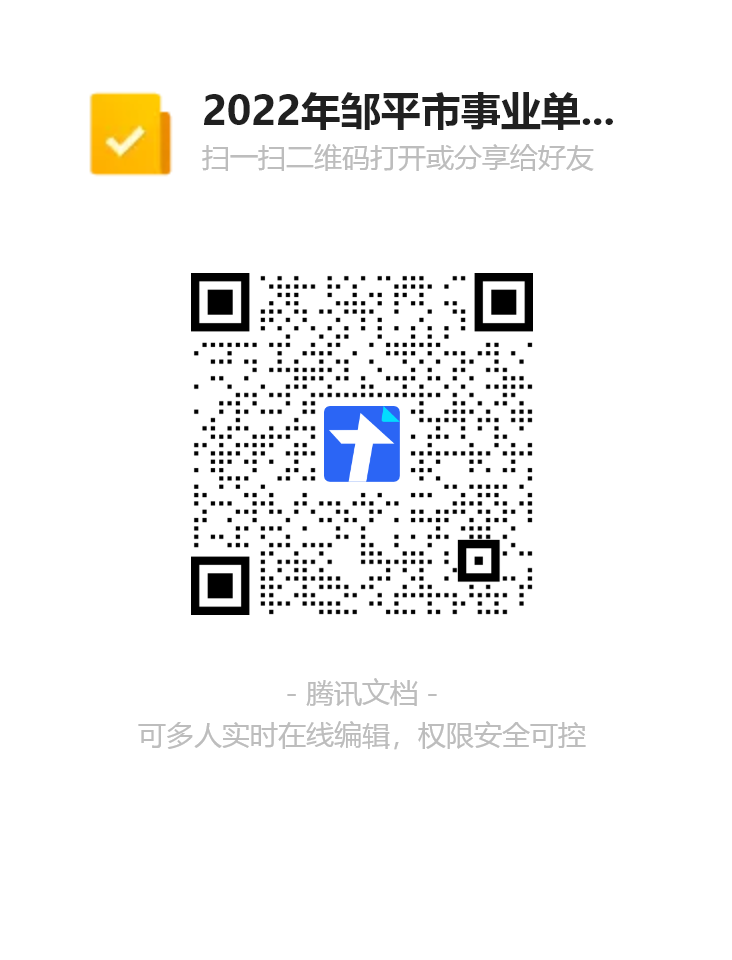 2022年邹平市事业单...
扫一扫二维码打开或分享给好友
- 腾讯文档 -
可多人实时在线编辑，权限安全可控